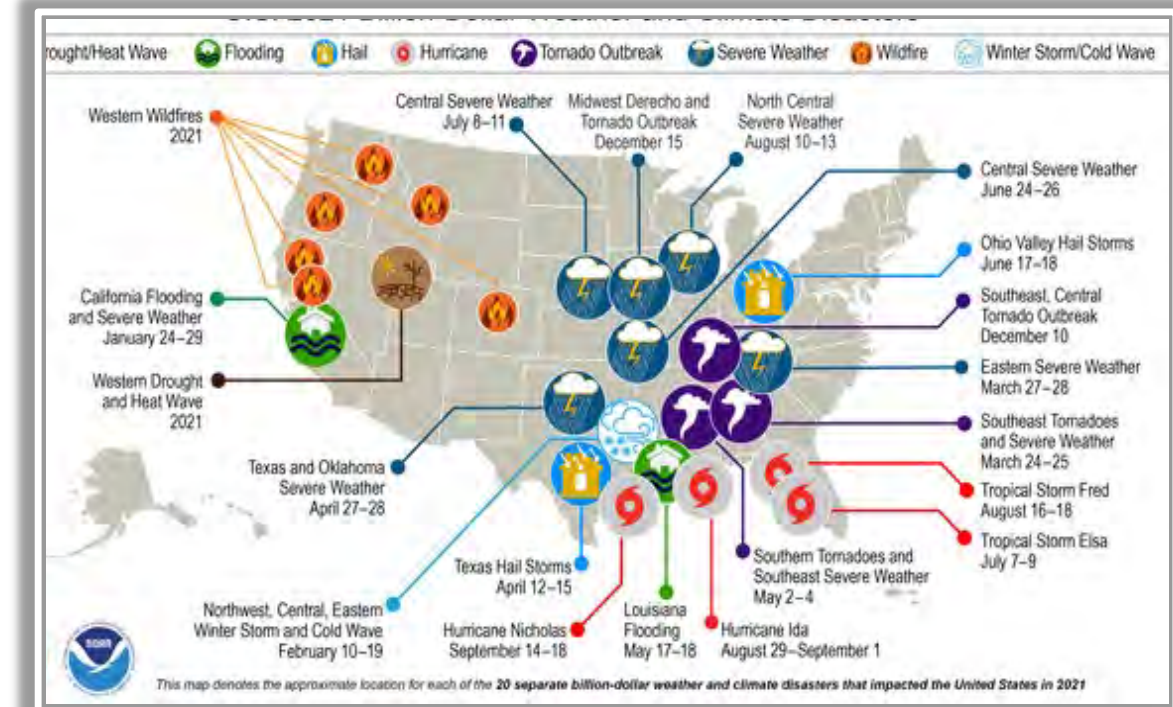 U.S. 2021 Billion-Dollar Weather and Climate Disasters
rought/Heat Wave Flooding Hail Hurricane Tornado Outbreak Severe Weather Wildfire Winter Storm/Cold Wave
Western Wildfires
2021
Central Severe Weather
July 8–11
Midwest Derecho and
Tornado Outbreak
December 15
North Central
Severe Weather
August 10–13
Central Severe Weather
June 24–26
Ohio Valley Hail Storms
June 17–18
California Flooding
and Severe Weather
January 24–29
Southeast, Central
Tornado Outbreak
December 10
Western Drought
and Heat Wave
2021
Eastern Severe Weather
March 27–28
Southeast Tornadoes
and Severe Weather
March 24–25
Texas and Oklahoma
Severe Weather
April 27–28
Tropical Storm Fred
August 16–18
Tropical Storm Elsa
July 7–9
Texas Hail Storms
April 12–15
Southern Tornadoes and
Southeast Severe Weather
May 2–4
Northwest, Central, Eastern
Winter Storm and Cold Wave
February 10–19
Hurricane Nicholas
September 14–18
Louisiana
Flooding
May 17–18
Hurricane Ida
August 29–September 1
NOAA
This map denotes the approximate location for each of the 20 separate billion-dollar weather and climate disasters that impacted the United States in 2021